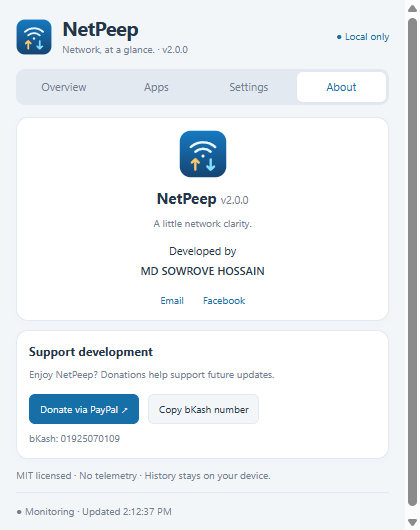 NetPeep
Network, at a glance. · v2.0.0
● Local only
Overview
Apps
Settings
About
NetPeep v2.0.0
A little network clarity.
Developed by
MD SOWROVE HOSSAIN
Email
Facebook
Support development
Enjoy NetPeep? Donations help support future updates.
Donate via PayPal ↗
Copy bKash number
bKash: 01925070109
MIT licensed · No telemetry · History stays on your device.
● Monitoring · Updated 2:12:37 PM